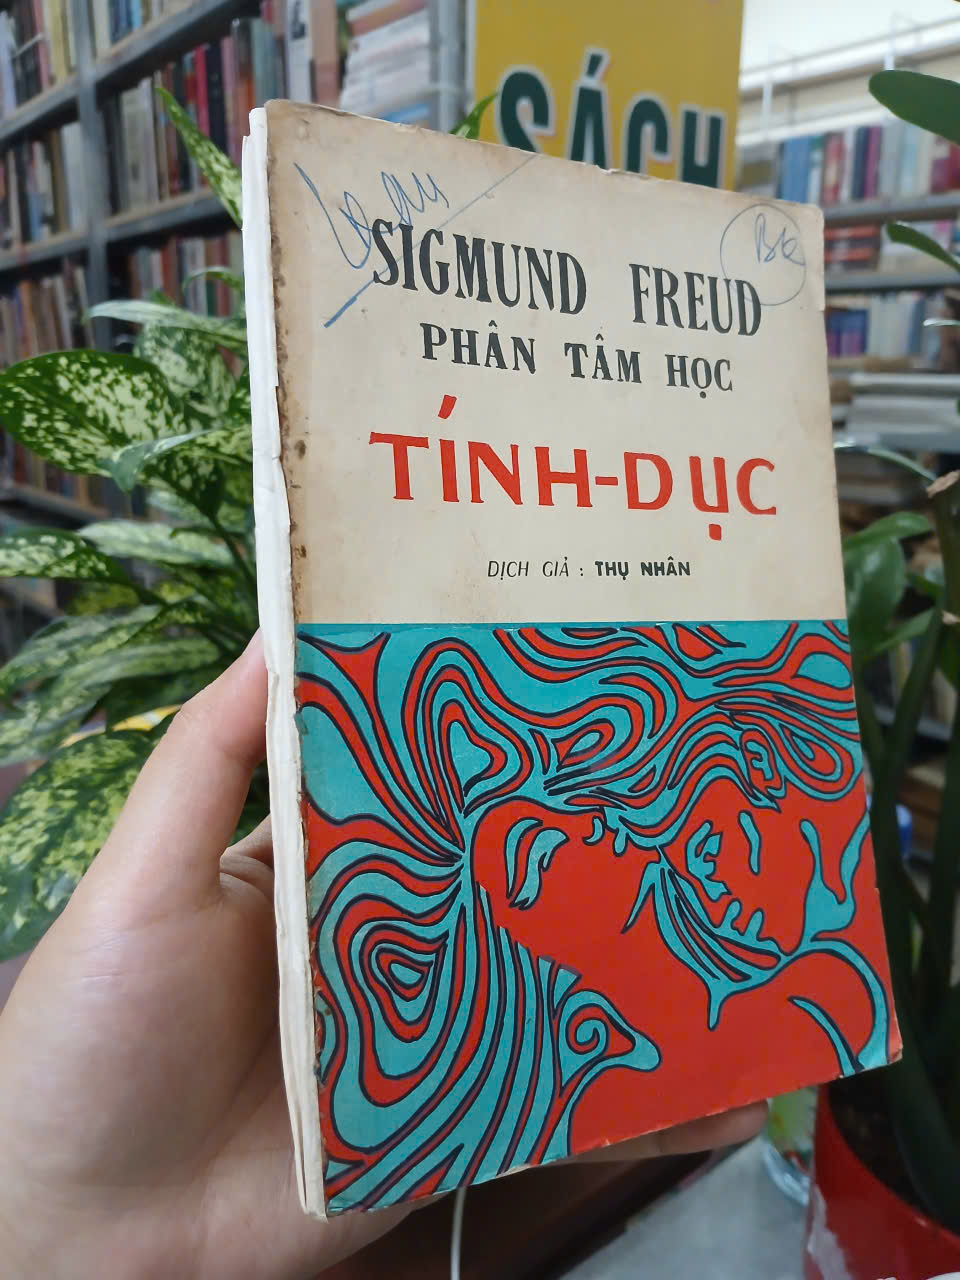 SÁCH
SIGMUND FREUD
PHÂN TÂM HỌC
TÍNH-DỤC
DỊCH GIẢ : THỤ NHÂN